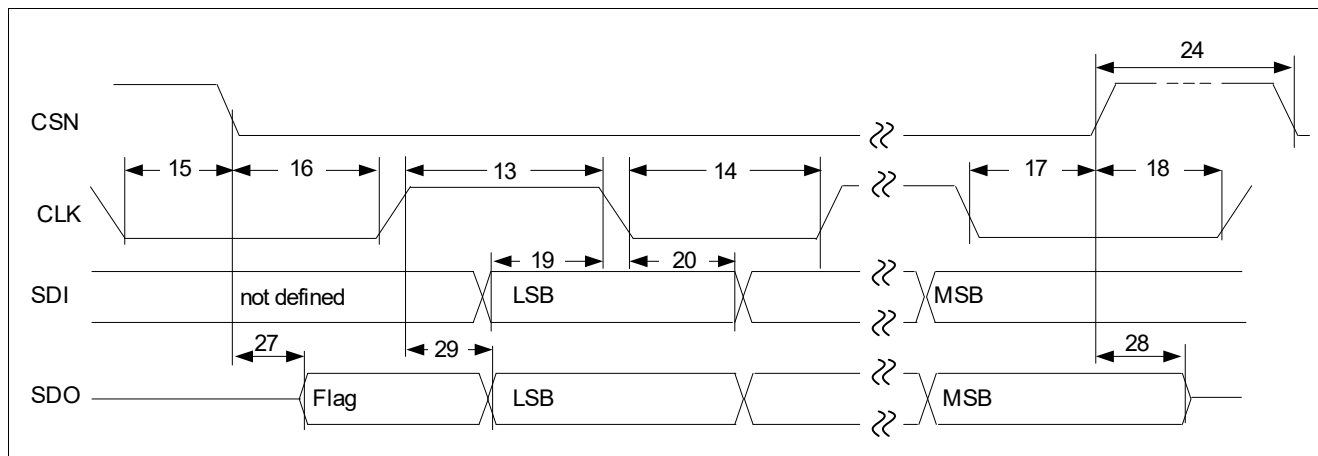 24
CSN
15 16 13 14 17 18
CLK
19 20
SDI not defined LSB MSB
27 29 28
SDO Flag LSB MSB